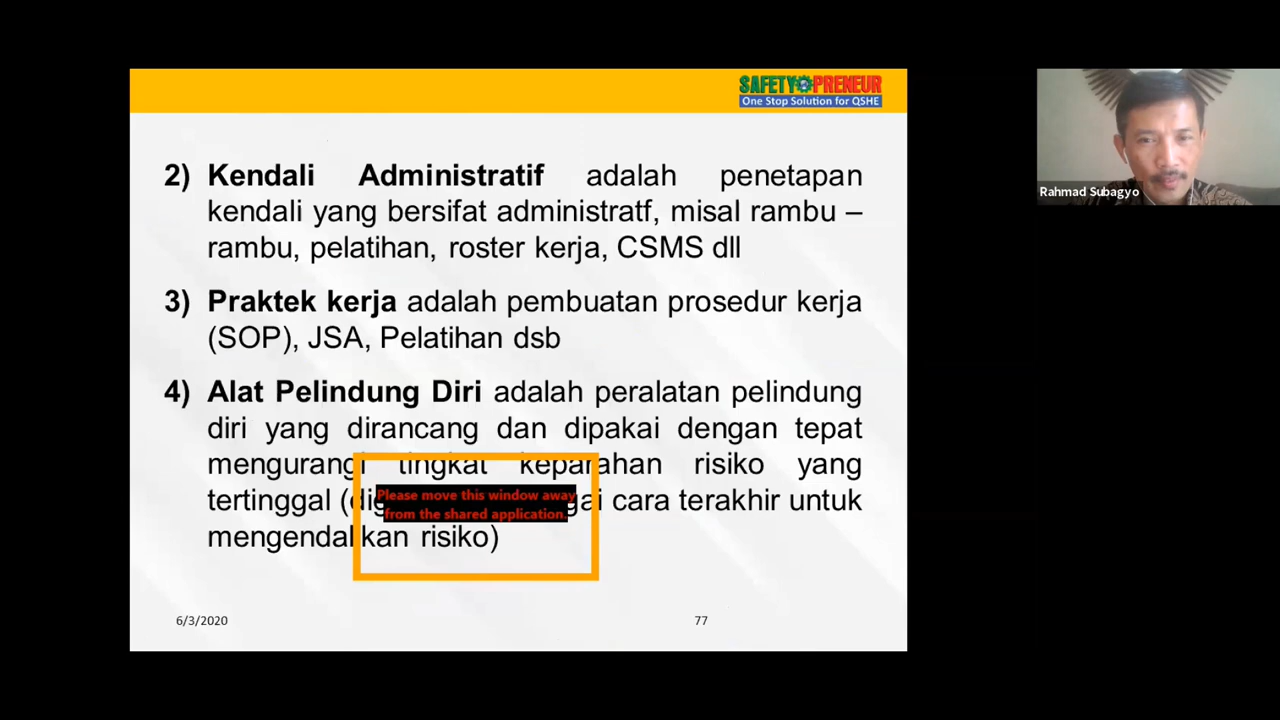 SAFETYPRENEUR
One Stop Solution for QSHE
2) Kendali Administratif adalah penetapan
kendali yang bersifat administratf, misal rambu –
rambu, pelatihan, roster kerja, CSMS dll
3) Praktek kerja adalah pembuatan prosedur kerja
(SOP), JSA, Pelatihan dsb
4) Alat Pelindung Diri adalah peralatan pelindung
diri yang dirancang dan dipakai dengan tepat
mengurangi tingkat keparahan risiko yang
tertinggal cara terakhir untuk
Please move this window away
from the shared application.
mengendalikan risiko)
6/3/2020
77
Rahmad Subagyo